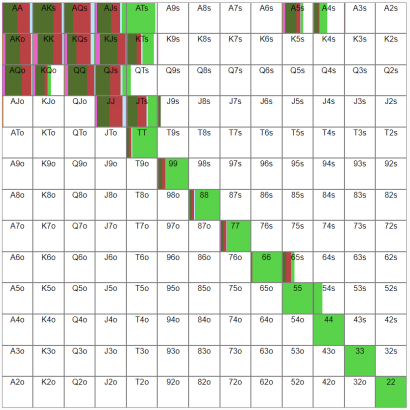 AA AKs AQs AJs ATs A9s A8s A7s A6s A5s A4s A3s A2s
AKo KK KQs KJs KTs K9s K8s K7s K6s K5s K4s K3s K2s
AQo KQo QQ QJs QTs Q9s Q8s Q7s Q6s Q5s Q4s Q3s Q2s
AJo KJo QJo JJ JTs J9s J8s J7s J6s J5s J4s J3s J2s
ATo KTo QTo JTo TT T9s T8s T7s T6s T5s T4s T3s T2s
A9o K9o Q9o J9o T9o 99 98s 97s 96s 95s 94s 93s 92s
A8o K8o Q8o J8o T8o 98o 88 87s 86s 85s 84s 83s 82s
A7o K7o Q7o J7o T7o 97o 87o 77 76s 75s 74s 73s 72s
A6o K6o Q6o J6o T6o 96o 86o 76o 66 65s 64s 63s 62s
A5o K5o Q5o J5o T5o 95o 85o 75o 65o 55 54s 53s 52s
A4o K4o Q4o J4o T4o 94o 84o 74o 64o 54o 44 43s 42s
A3o K3o Q3o J3o T3o 93o 83o 73o 63o 53o 43o 33 32s
A2o K2o Q2o J2o T2o 92o 82o 72o 62o 52o 42o 32o 22